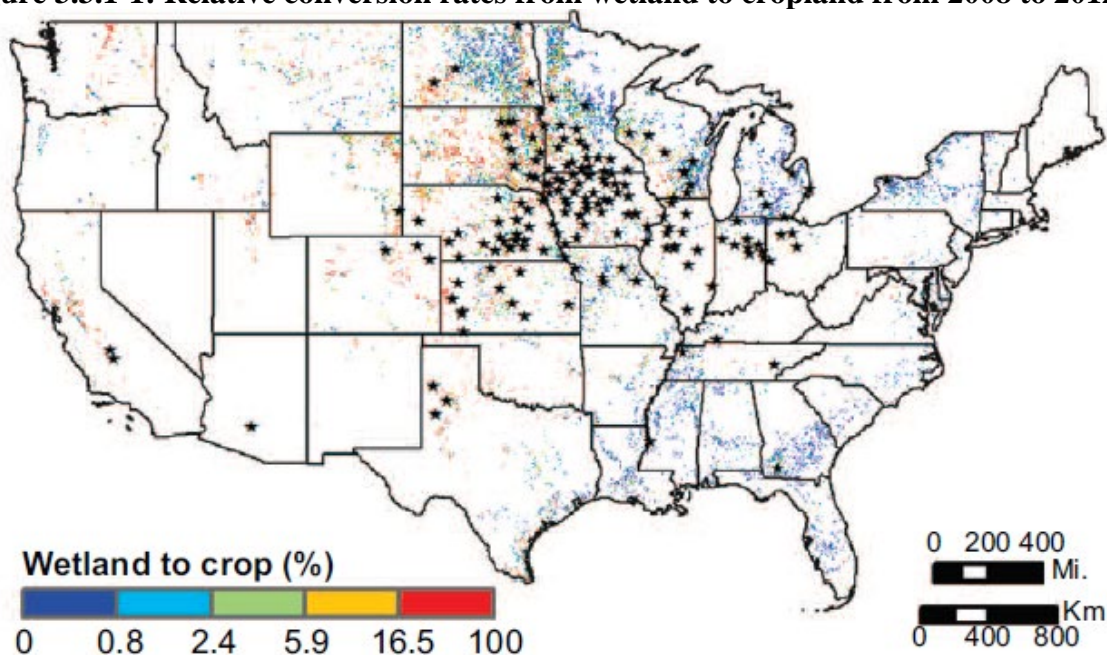 Relative conversion rates from wetland to cropland from 2008 to 2012
Wetland to crop (%)
0 0.8 2.4 5.9 16.5 100
0 200 400
Mi.
Km
0 400 800